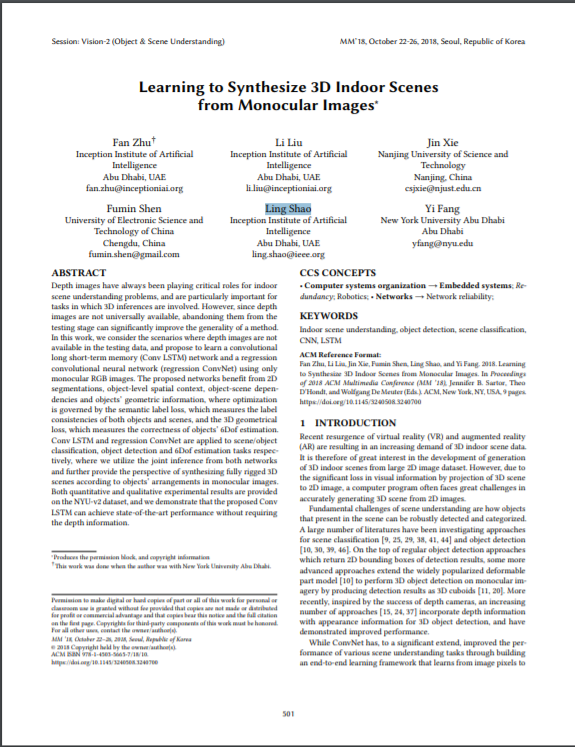 Session: Vision-2 (Object & Scene Understanding)
MM'18, October 22-26, 2018, Seoul, Republic of Korea
Learning to Synthesize 3D Indoor Scenes
from Monocular Images*
Fan Zhu†
Inception Institute of Artificial
Intelligence
Abu Dhabi, UAE
fan.zhu@inceptioniai.org
Li Liu
Inception Institute of Artificial
Intelligence
Abu Dhabi, UAE
li.liu@inceptioniai.org
Jin Xie
Nanjing University of Science and
Technology
Nanjing, China
csjxie@njust.edu.cn
Fumin Shen
University of Electronic Science and
Technology of China
Chengdu, China
fumin.shen@gmail.com
Ling Shao
Inception Institute of Artificial
Intelligence
Abu Dhabi, UAE
ling.shao@ieee.org
Yi Fang
New York University Abu Dhabi
Abu Dhabi
yfang@nyu.edu
ABSTRACT
Depth images have always been playing critical roles for indoor
scene understanding problems, and are particularly important for
tasks in which 3D inferences are involved. However, since depth
images are not universally available, abandoning them from the
testing stage can significantly improve the generality of a method.
In this work, we consider the scenarios where depth images are not
available in the testing data, and propose to learn a convolutional
long short-term memory (Conv LSTM) network and a regression
convolutional neural network (regression ConvNet) using only
monocular RGB images. The proposed networks benefit from 2D
segmentations, object-level spatial context, object-scene depen-
dencies and objects' geometric information, where optimization
is governed by the semantic label loss, which measures the label
consistencies of both objects and scenes, and the 3D geometrical
loss, which measures the correctness of objects' 6Dof estimation.
Conv LSTM and regression ConvNet are applied to scene/object
classification, object detection and 6Dof estimation tasks respec-
tively, where we utilize the joint inference from both networks
and further provide the perspective of synthesizing fully rigged 3D
scenes according to objects' arrangements in monocular images.
Both quantitative and qualitative experimental results are provided
on the NYU-v2 dataset, and we demonstrate that the proposed Conv
LSTM can achieve state-of-the-art performance without requiring
the depth information.
*Produces the permission block, and copyright information
†This work was done when the author was with New York University Abu Dhabi.
Permission to make digital or hard copies of part or all of this work for personal or
classroom use is granted without fee provided that copies are not made or distributed
for profit or commercial advantage and that copies bear this notice and the full citation
on the first page. Copyrights for third-party components of this work must be honored.
For all other uses, contact the owner/author(s).
MM '18, October 22–26, 2018, Seoul, Republic of Korea
© 2018 Copyright held by the owner/author(s).
ACM ISBN 978-1-4503-5665-7/18/10.
https://doi.org/10.1145/3240508.3240700
CCS CONCEPTS
• Computer systems organization → Embedded systems; Re-
dundancy; Robotics; • Networks → Network reliability;
KEYWORDS
Indoor scene understanding, object detection, scene classification,
CNN, LSTM
ACM Reference Format:
Fan Zhu, Li Liu, Jin Xie, Fumin Shen, Ling Shao, and Yi Fang. 2018. Learning
to Synthesize 3D Indoor Scenes from Monocular Images. In Proceedings
of 2018 ACM Multimedia Conference (MM '18), Jennifer B. Sartor, Theo
D'Hondt, and Wolfgang De Meuter (Eds.). ACM, New York, NY, USA, 9 pages.
https://doi.org/10.1145/3240508.3240700
1 INTRODUCTION
Recent resurgence of virtual reality (VR) and augmented reality
(AR) are resulting in an increasing demand of 3D indoor scene data.
It is therefore of great interest in the development of generation
of 3D indoor scenes from large 2D image dataset. However, due to
the significant loss in visual information by projection of 3D scene
to 2D image, a computer program often faces great challenges in
accurately generating 3D scene from 2D images.
Fundamental challenges of scene understanding are how objects
that present in the scene can be robustly detected and categorized.
A large number of literatures have been investigating approaches
for scene classification [9, 25, 29, 38, 41, 44] and object detection
[10, 30, 39, 46]. On the top of regular object detection approaches
which return 2D bounding boxes of detection results, some more
advanced approaches extend the widely popularized deformable
part model [10] to perform 3D object detection on monocular im-
agery by producing detection results as 3D cuboids [11, 20]. More
recently, inspired by the success of depth cameras, an increasing
number of approaches [15, 24, 37] incorporate depth information
with appearance information for 3D object detection, and have
demonstrated improved performance.
While ConvNet has, to a significant extend, improved the per-
formance of various scene understanding tasks through building
an end-to-end learning framework that learns from image pixels to
501